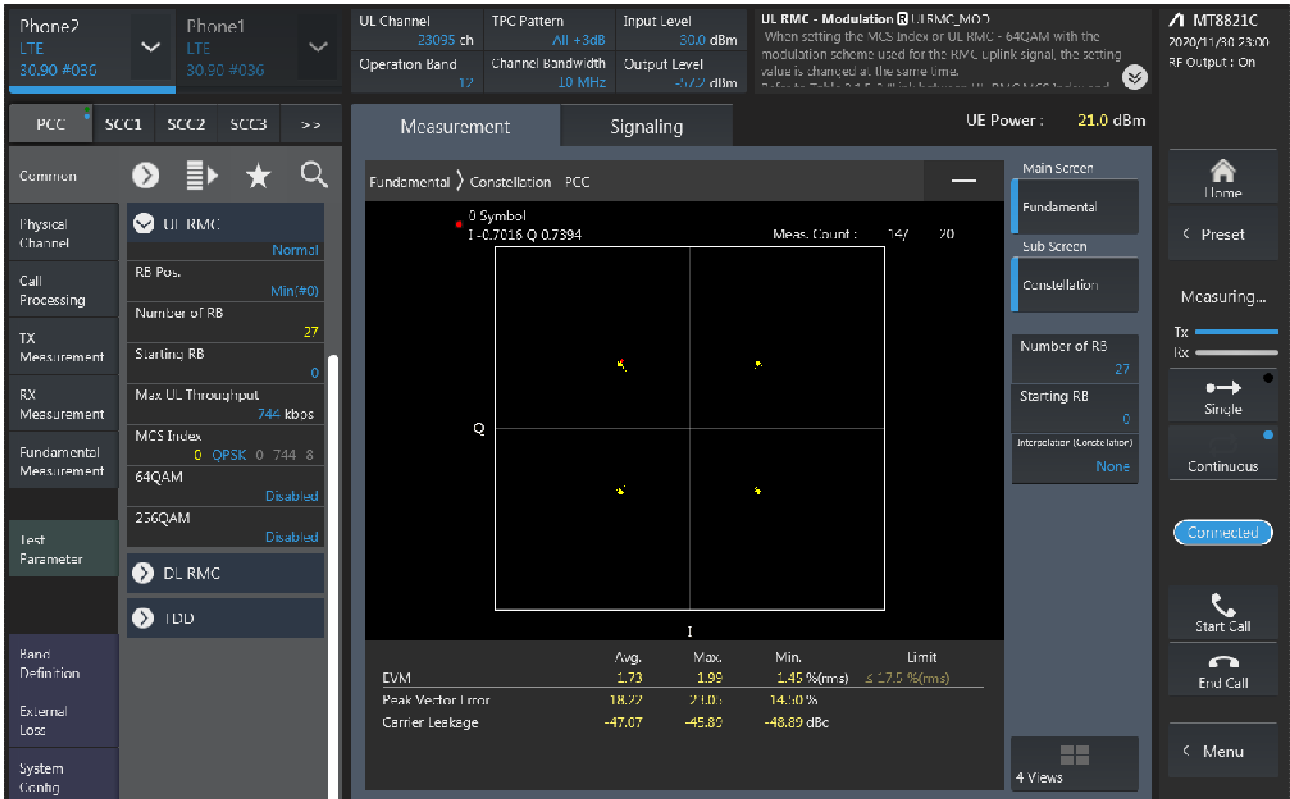 Phone2
LTE
30.90 #036
Phone1
LTE
30.90 #036
UL Channel
23095 ch
TPC Pattern
All +3dB
Input Level
30.0 dBm
Operation Band
12
Channel Bandwidth
10 MHz
Output Level
-57.2 dBm
UL RMC - Modulation R ULRMC_MOD
When setting the MCS Index or UL RMC - 64QAM with the
modulation scheme used for the RMC uplink signal, the setting
value is changed at the same time.
MT8821C
2020/11/30 23:00
RF Output : On
PCC
SCC1
SCC2
SCC3
>>
Measurement
Signaling
UE Power : 21.0 dBm
Common
Physical
Channel
Call
Processing
TX
Measurement
RX
Measurement
Fundamental
Measurement
Test
Parameter
Band
Definition
External
Loss
System
Config
UL RMC
Normal
RB Pos.
Min(#0)
Number of RB
27
Starting RB
0
Max UL Throughput
744 kbps
MCS Index
0 QPSK 0 744 8
64QAM
Disabled
256QAM
Disabled
DL RMC
TDD
Fundamental > Constellation PCC
0 Symbol
I -0.7016 Q 0.7394
Meas. Count : 14/ 20
Q
I
Avg. Max. Min. Limit
EVM 1.73 1.99 1.45 %(rms) ≤ 17.5 %(rms)
Peak Vector Error 18.22 23.05 14.50 %
Carrier Leakage -47.07 -45.89 -48.89 dBc
Main Screen
Fundamental
Sub Screen
Constellation
Number of RB
27
Starting RB
0
Interpolation (Constellation)
None
4 Views
Home
< Preset
Measuring...
Tx
Rx
Single
Continuous
Connected
Start Call
End Call
< Menu